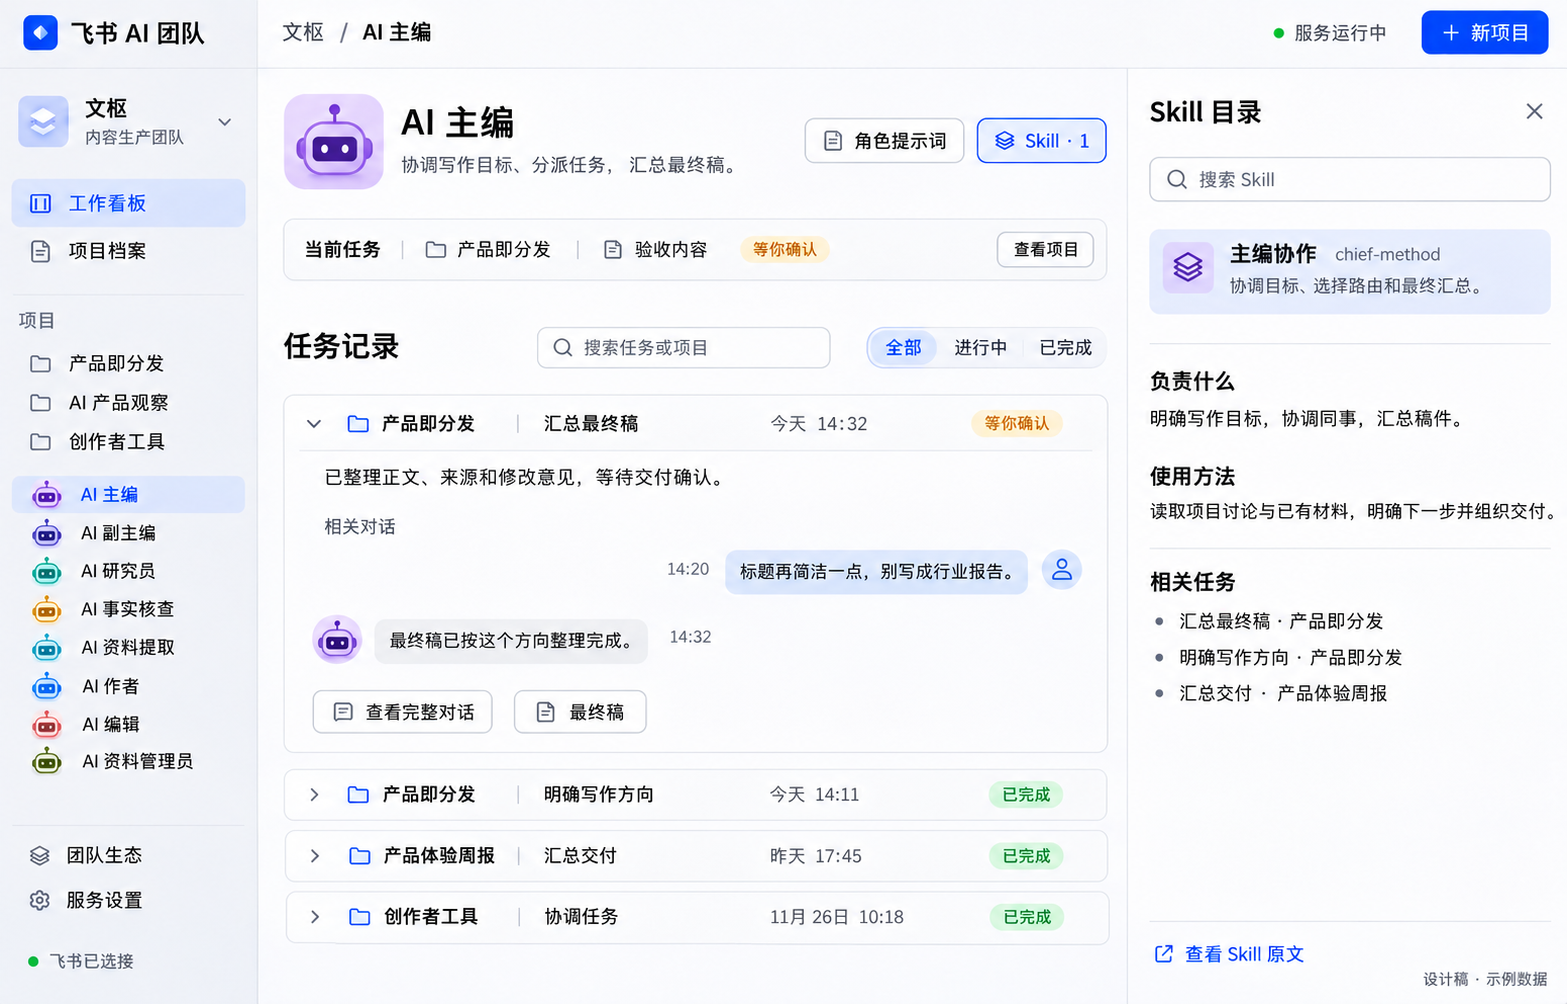 飞书 AI 团队
文枢 / AI 主编
服务运行中
+ 新项目
文枢
内容生产团队
工作看板
项目档案
项目
产品即分发
AI 产品观察
创作者工具
AI 主编
AI 副主编
AI 研究员
AI 事实核查
AI 资料提取
AI 作者
AI 编辑
AI 资料管理员
团队生态
服务设置
飞书已连接
AI 主编
协调写作目标、分派任务， 汇总最终稿。
角色提示词
Skill · 1
当前任务 | 产品即分发 | 验收内容 等你确认 查看项目
任务记录
搜索任务或项目
全部 进行中 已完成
产品即分发 | 汇总最终稿 今天 14:32 等你确认
已整理正文、来源和修改意见，等待交付确认。
相关对话
14:20 标题再简洁一点，别写成行业报告。
最终稿已按这个方向整理完成。 14:32
查看完整对话 最终稿
产品即分发 | 明确写作方向 今天 14:11 已完成
产品体验周报 | 汇总交付 昨天 17:45 已完成
创作者工具 | 协调任务 11月 26日 10:18 已完成
Skill 目录
搜索 Skill
主编协作 chief-method
协调目标、选择路由和最终汇总。
负责什么
明确写作目标，协调同事，汇总稿件。
使用方法
读取项目讨论与已有材料，明确下一步并组织交付。
相关任务
• 汇总最终稿 · 产品即分发
• 明确写作方向 · 产品即分发
• 汇总交付 · 产品体验周报
查看 Skill 原文
设计稿 · 示例数据